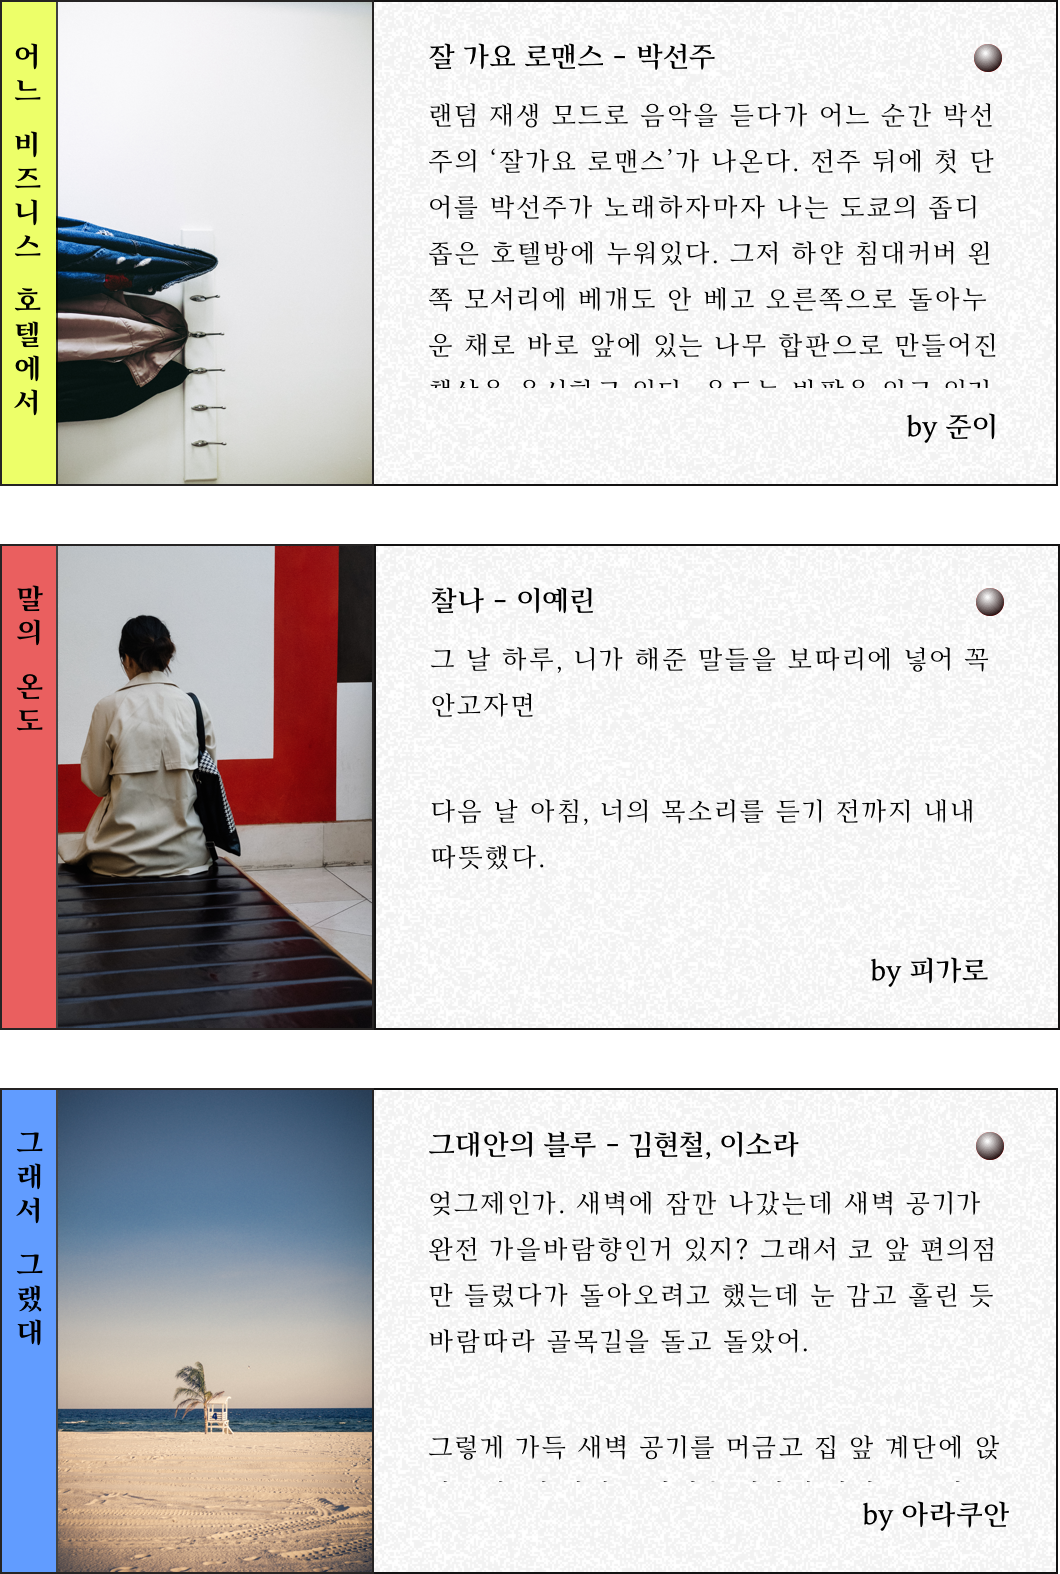 어느 비즈니스 호텔에서
잘 가요 로맨스 - 박선주
랜덤 재생 모드로 음악을 듣다가 어느 순간 박선
주의 ‘잘가요 로맨스’가 나온다. 전주 뒤에 첫 단
어를 박선주가 노래하자마자 나는 도쿄의 좁디
좁은 호텔방에 누워있다. 그저 하얀 침대커버 왼
쪽 모서리에 베개도 안 베고 오른쪽으로 돌아누
운 채로 바로 앞에 있는 나무 합판으로 만들어진
by 준이
말의 온도
찰나 - 이예린
그 날 하루, 니가 해준 말들을 보따리에 넣어 꼭
안고자면
다음 날 아침, 너의 목소리를 듣기 전까지 내내
따뜻했다.
by 피가로
그래서 그랬대
그대안의 블루 - 김현철, 이소라
엊그제인가. 새벽에 잠깐 나갔는데 새벽 공기가
완전 가을바람향인거 있지? 그래서 코 앞 편의점
만 들렀다가 돌아오려고 했는데 눈 감고 홀린 듯
바람따라 골목길을 돌고 돌았어.
그렇게 가득 새벽 공기를 머금고 집 앞 계단에 앉
by 아라쿠안